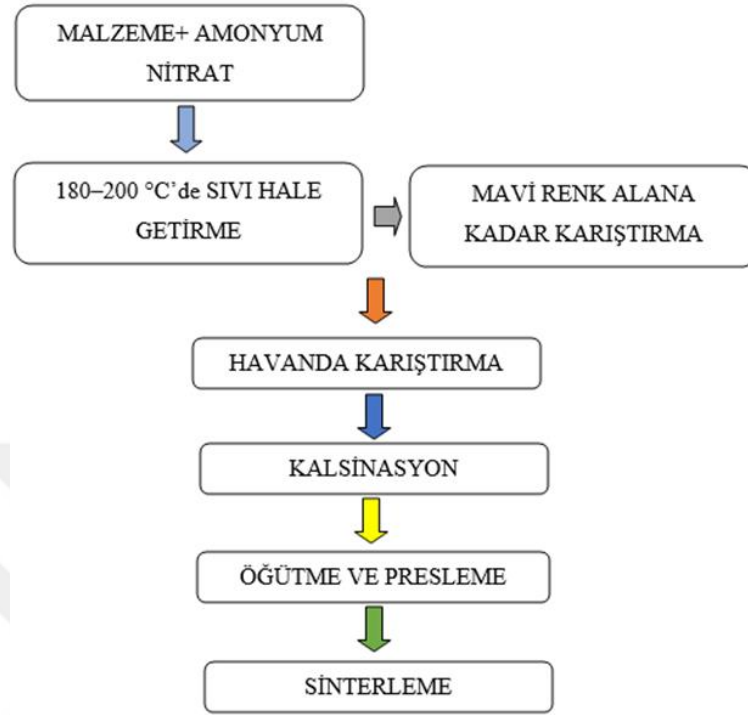 MALZEME+ AMONYUM
NİTRAT
180–200 °C'de SIVI HALE
GETİRME
MAVİ RENK ALANA
KADAR KARIŞTIRMA
HAVANDA KARIŞTIRMA
KALSİNASYON
ÖĞÜTME VE PRESLEME
SİNTERLEME